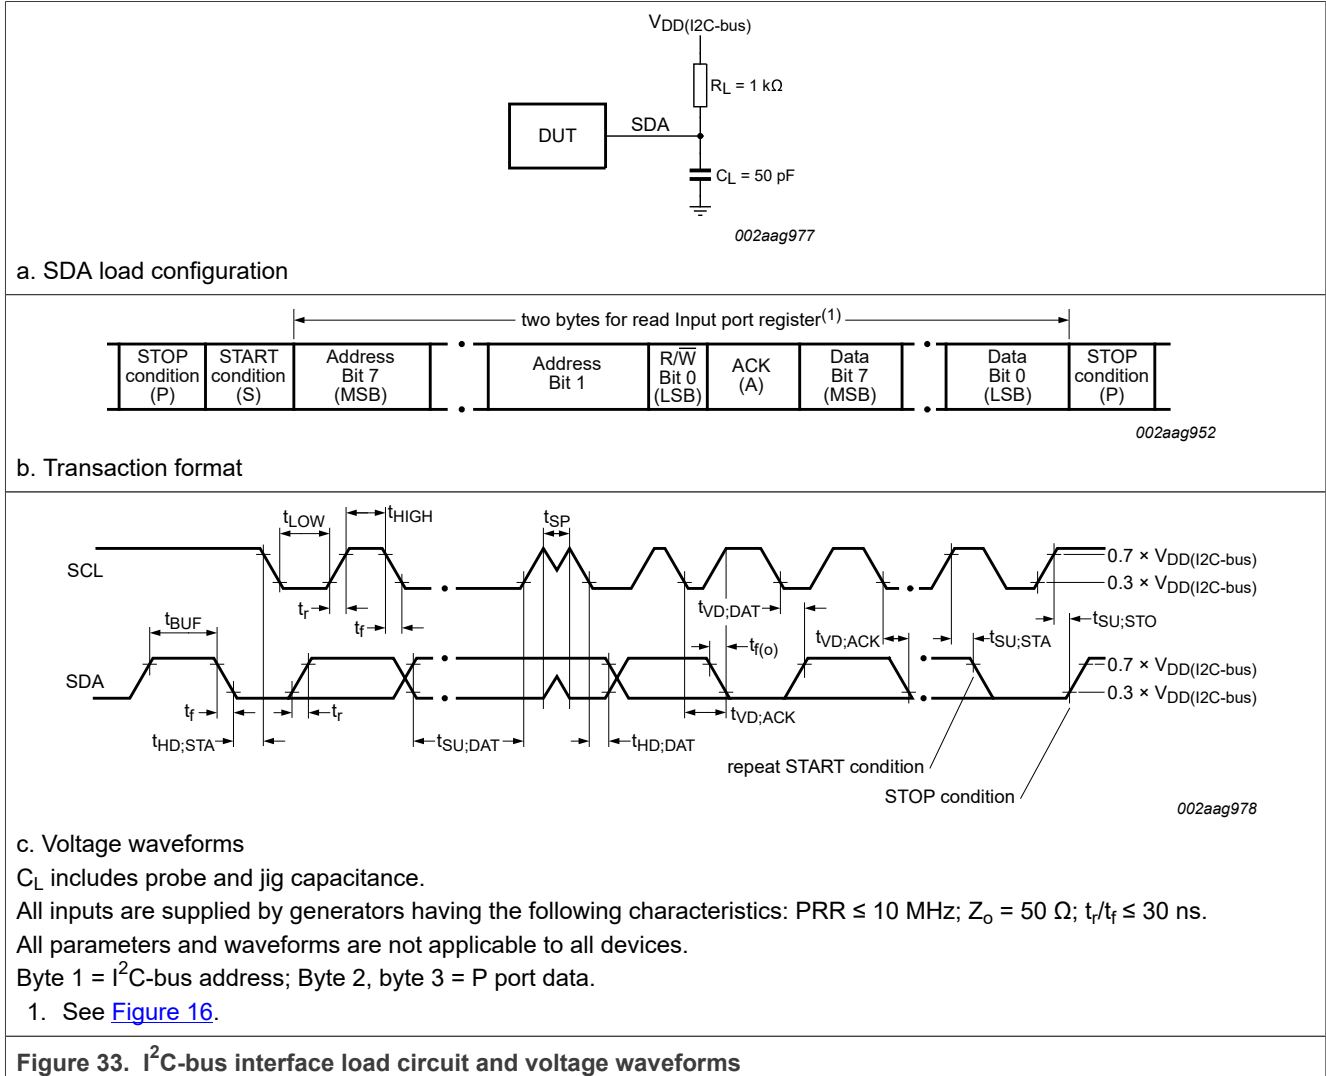 VDD(I2C-bus)
RL = 1 kΩ
DUT
SDA
CL = 50 pF
002aag977
a. SDA load configuration
two bytes for read Input port register(1)
STOP condition (P)
START condition (S)
Address Bit 7 (MSB)
Address Bit 1
R/W̅ Bit 0 (LSB)
ACK (A)
Data Bit 7 (MSB)
Data Bit 0 (LSB)
STOP condition (P)
002aag952
b. Transaction format
tLOW
tHIGH
tSP
SCL
0.7 × VDD(I2C-bus)
0.3 × VDD(I2C-bus)
tr
tf
tBUF
tVD;DAT
tVD;ACK
tf(o)
tSU;STA
tSU;STO
SDA
0.7 × VDD(I2C-bus)
0.3 × VDD(I2C-bus)
tf
tr
tVD;ACK
tHD;STA
tSU;DAT
tHD;DAT
repeat START condition
STOP condition
002aag978
c. Voltage waveforms
CL includes probe and jig capacitance.
All inputs are supplied by generators having the following characteristics: PRR ≤ 10 MHz; Zo = 50 Ω; tr/tf ≤ 30 ns.
All parameters and waveforms are not applicable to all devices.
Byte 1 = I²C-bus address; Byte 2, byte 3 = P port data.
1. See Figure 16.
Figure 33. I²C-bus interface load circuit and voltage waveforms